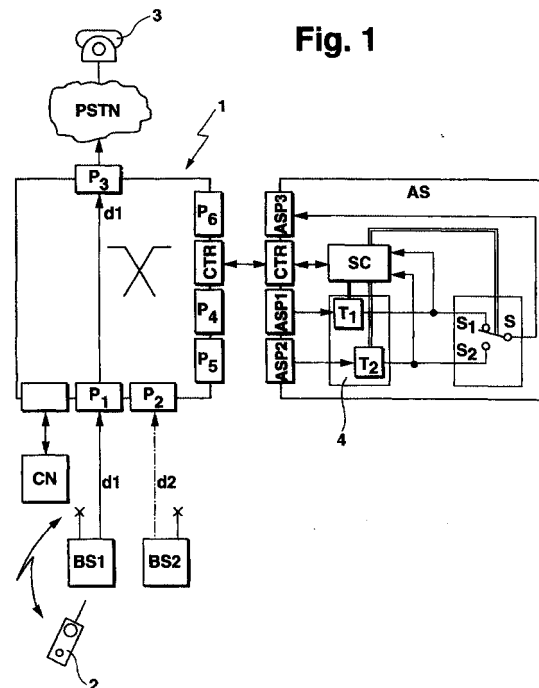 Fig. 1
3
PSTN
1
P3
d1
P6
CTR
P4
P5
ASP3
CTR
ASP1
ASP2
AS
SC
T1
T2
S1
S2
S
4
P1
P2
CN
d1
d2
BS1
BS2
2